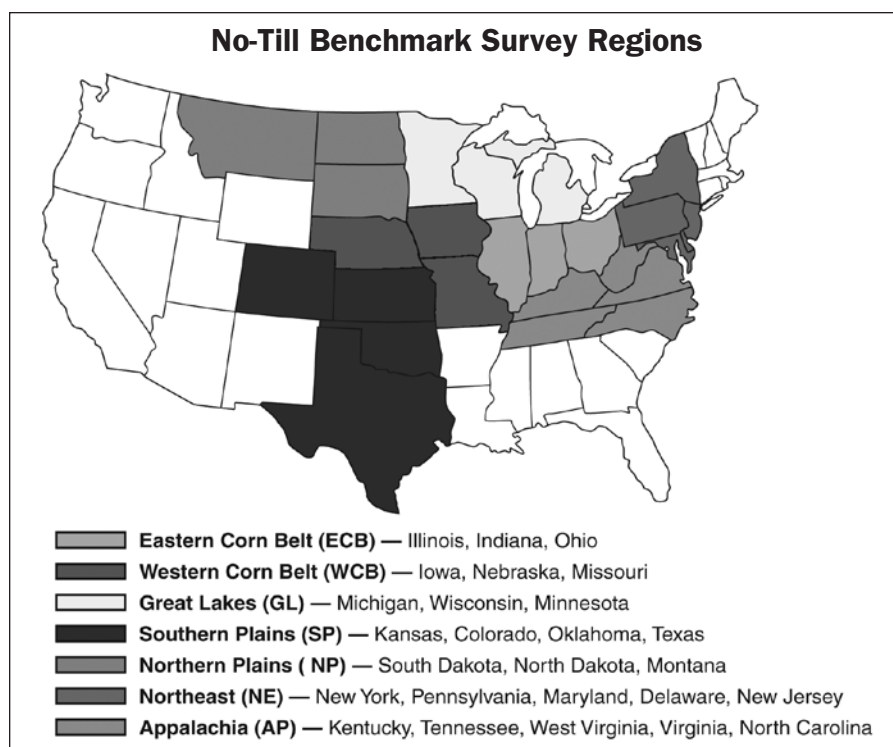 No-Till Benchmark Survey Regions
Eastern Corn Belt (ECB) — Illinois, Indiana, Ohio
Western Corn Belt (WCB) — Iowa, Nebraska, Missouri
Great Lakes (GL) — Michigan, Wisconsin, Minnesota
Southern Plains (SP) — Kansas, Colorado, Oklahoma, Texas
Northern Plains ( NP) — South Dakota, North Dakota, Montana
Northeast (NE) — New York, Pennsylvania, Maryland, Delaware, New Jersey
Appalachia (AP) — Kentucky, Tennessee, West Virginia, Virginia, North Carolina